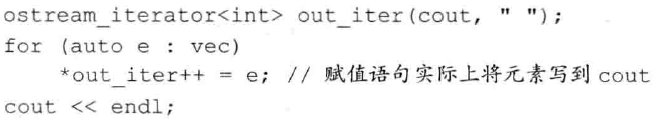 ostream_iterator<int> out_iter(cout, " ");
for (auto e : vec)
    *out_iter++ = e; // 赋值语句实际上将元素写到 cout
cout << endl;